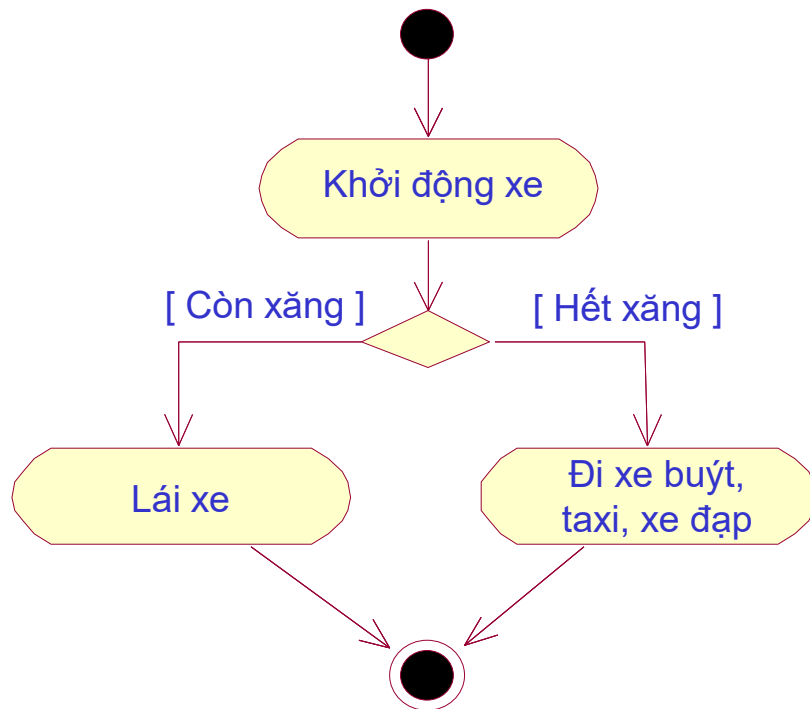 Khởi động xe
[ Còn xăng ]
[ Hết xăng ]
Lái xe
Đi xe buýt,
taxi, xe đạp